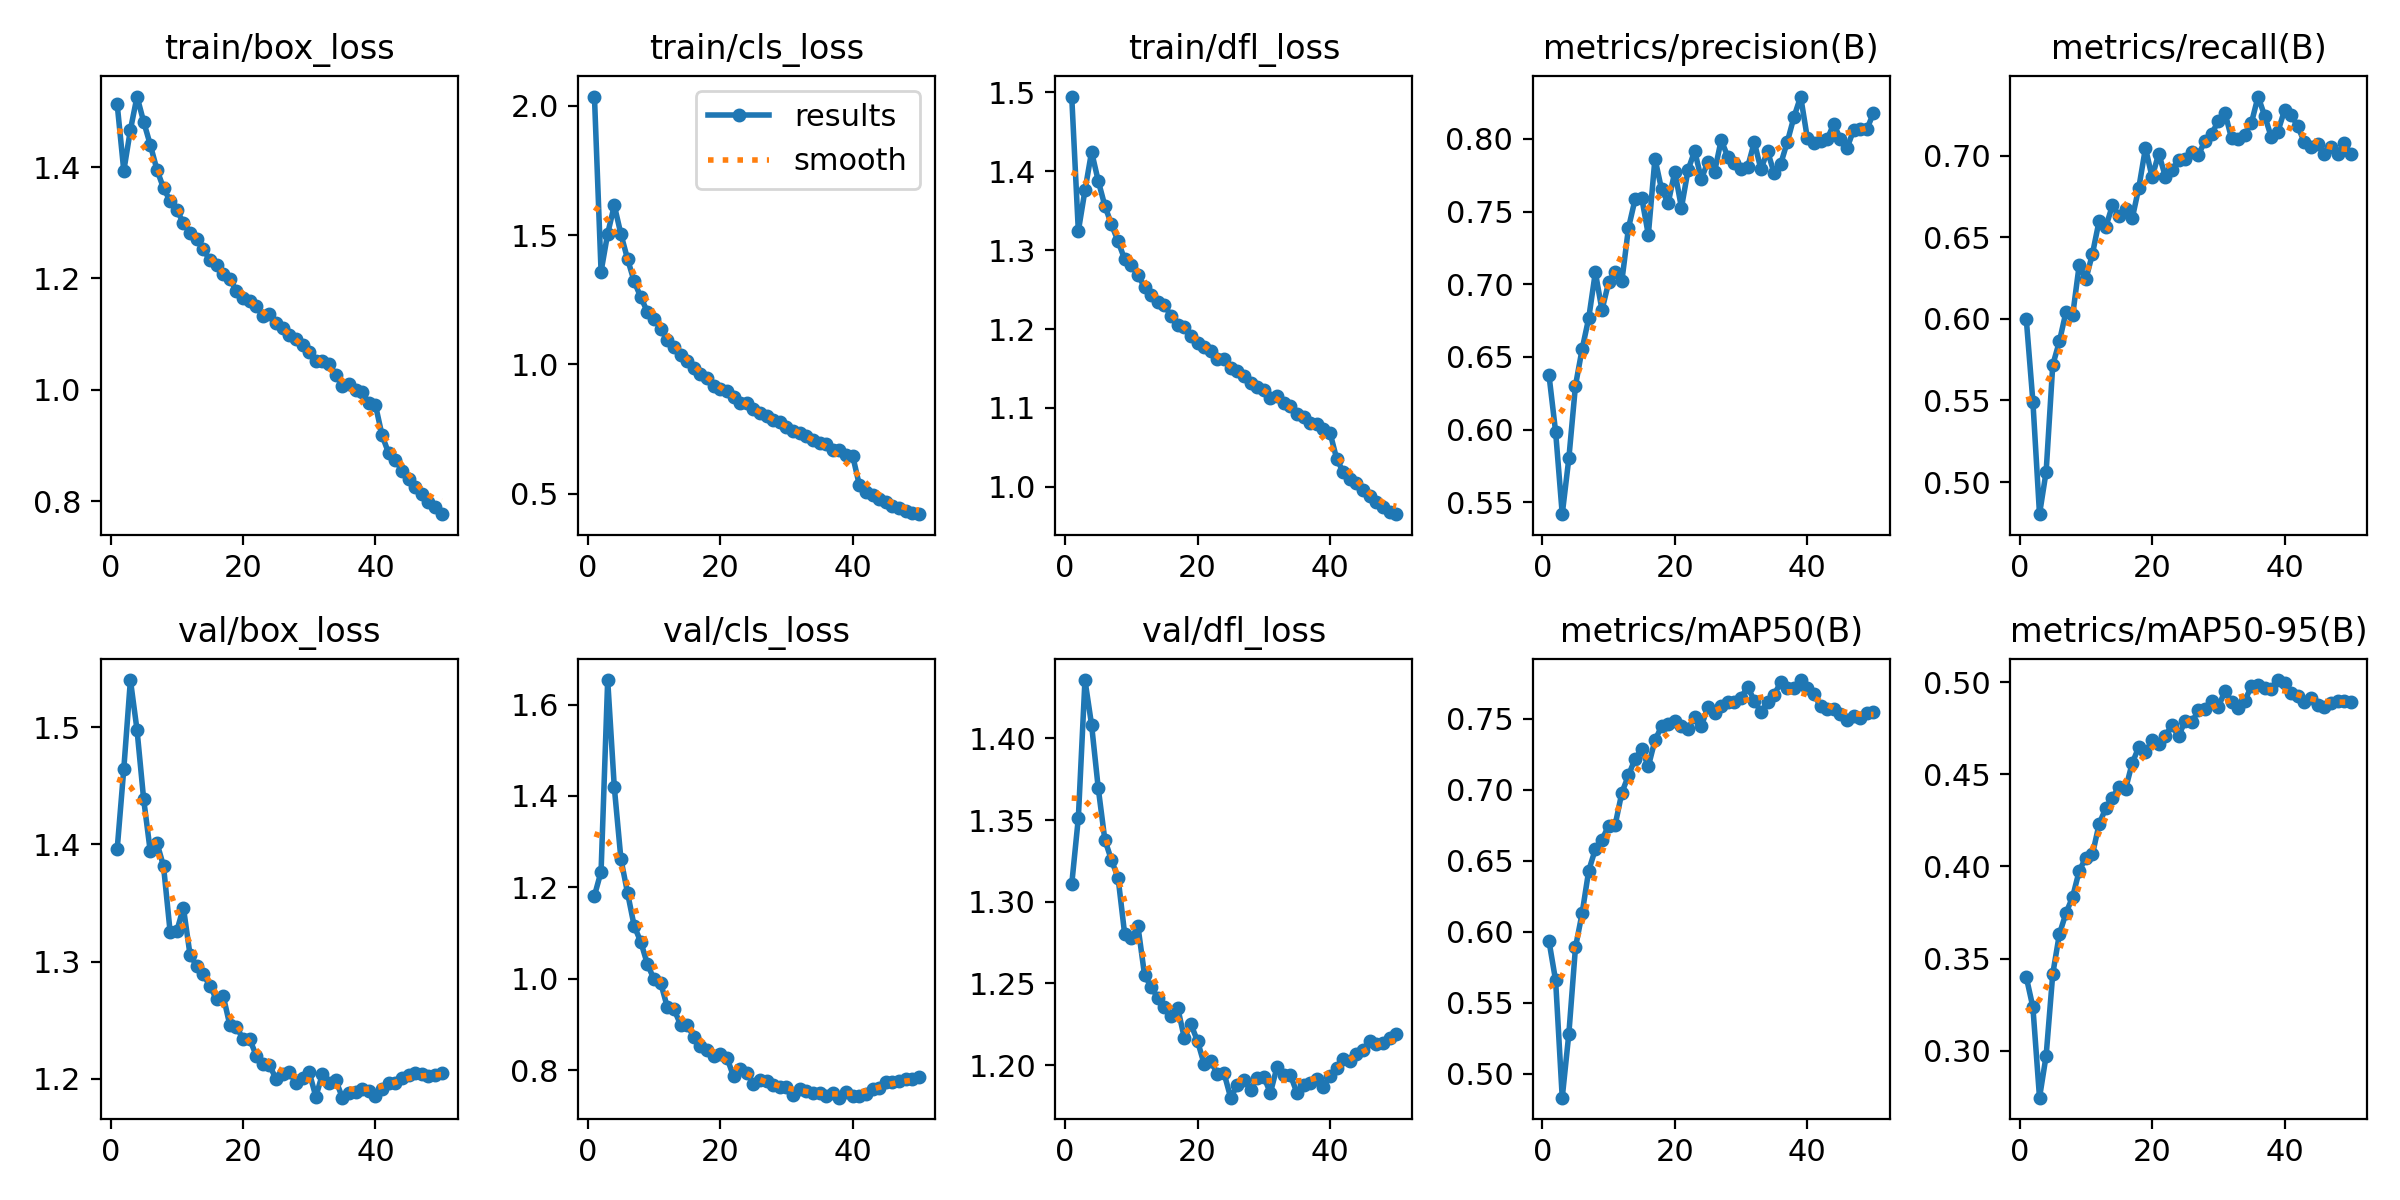 train/box_loss
1.4
1.2
1.0
0.8
0 20 40
train/cls_loss
results
smooth
2.0
1.5
1.0
0.5
0 20 40
train/dfl_loss
1.5
1.4
1.3
1.2
1.1
1.0
0 20 40
metrics/precision(B)
0.80
0.75
0.70
0.65
0.60
0.55
0 20 40
metrics/recall(B)
0.70
0.65
0.60
0.55
0.50
0 20 40
val/box_loss
1.5
1.4
1.3
1.2
0 20 40
val/cls_loss
1.6
1.4
1.2
1.0
0.8
0 20 40
val/dfl_loss
1.40
1.35
1.30
1.25
1.20
0 20 40
metrics/mAP50(B)
0.75
0.70
0.65
0.60
0.55
0.50
0 20 40
metrics/mAP50-95(B)
0.50
0.45
0.40
0.35
0.30
0 20 40